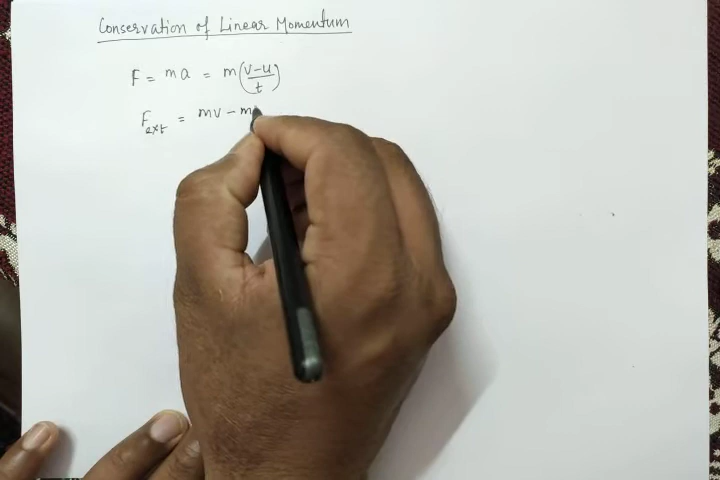 Conservation of Linear Momentum
F = ma = m(v-u/t)
Fext = mv - m